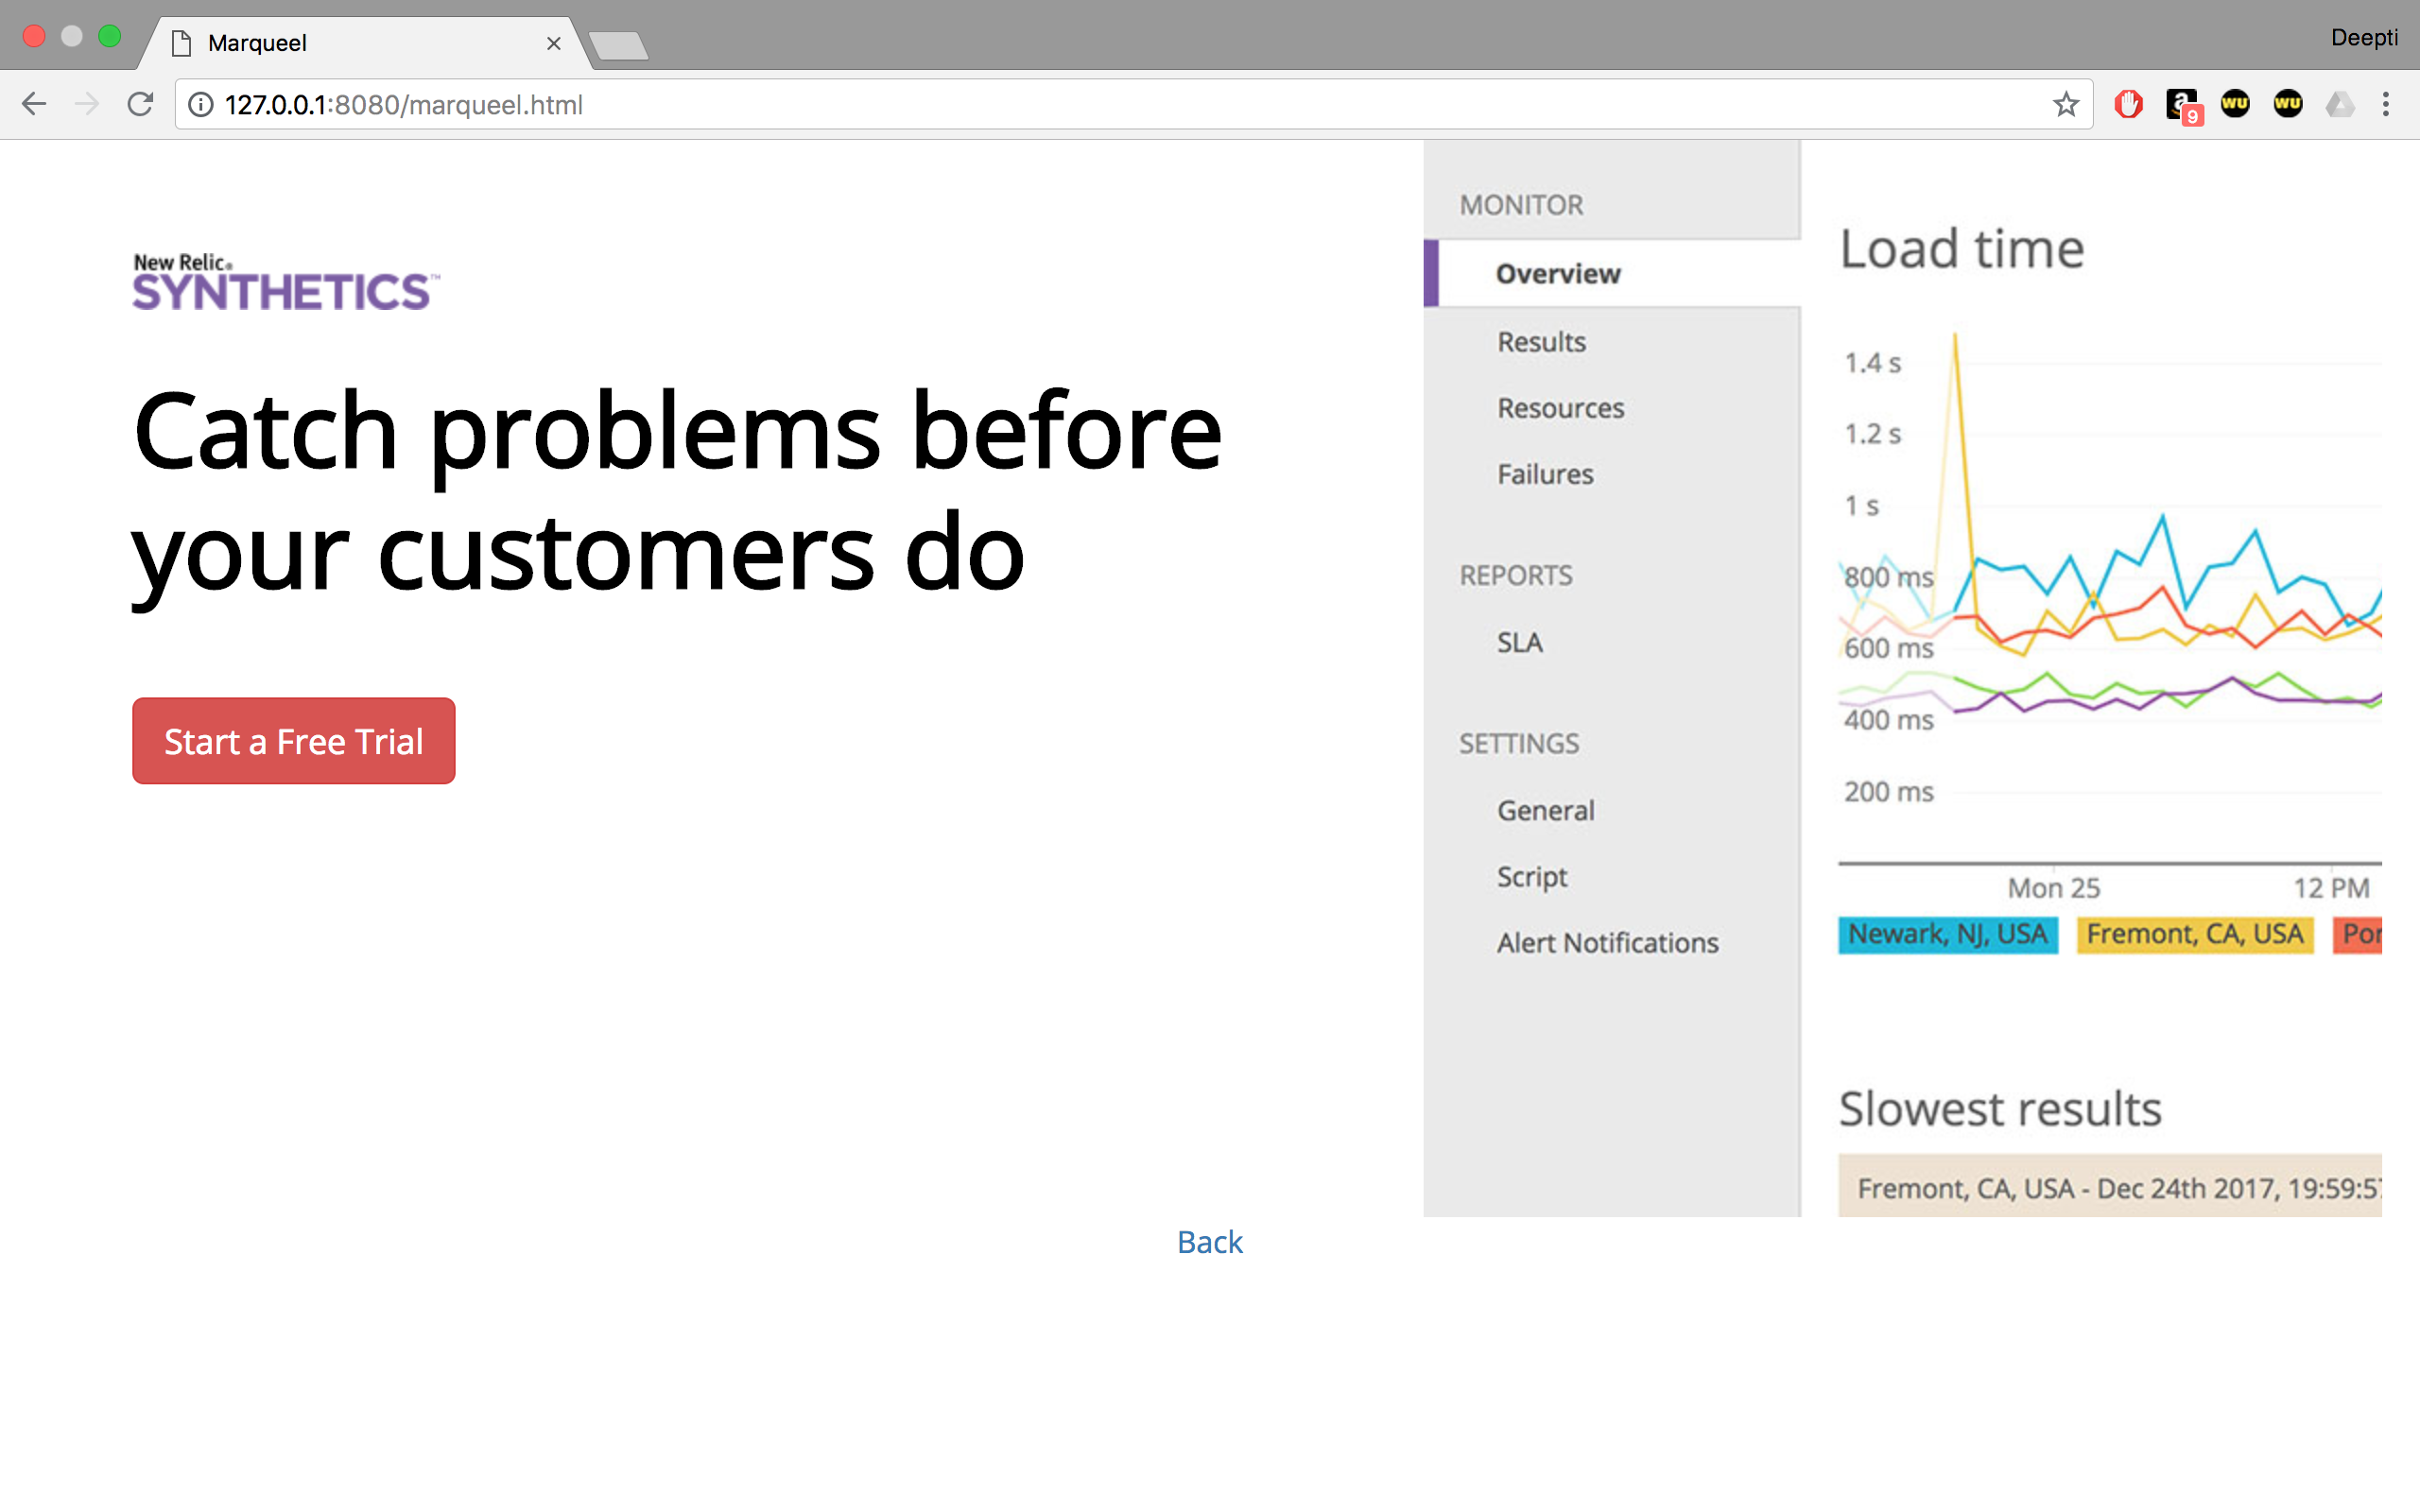 Marqueel
Deepti
127.0.0.1:8080/marqueel.html
a
9
WU
WU
New Relic®
SYNTHETICS™
Catch problems before
your customers do
Start a Free Trial
MONITOR
Overview
Results
Resources
Failures
REPORTS
SLA
SETTINGS
General
Script
Alert Notifications
Load time
1.4 s
1.2 s
1 s
800 ms
600 ms
400 ms
200 ms
Mon 25
12 PM
Newark, NJ, USA
Fremont, CA, USA
Por
Slowest results
Fremont, CA, USA - Dec 24th 2017, 19:59:57
Back